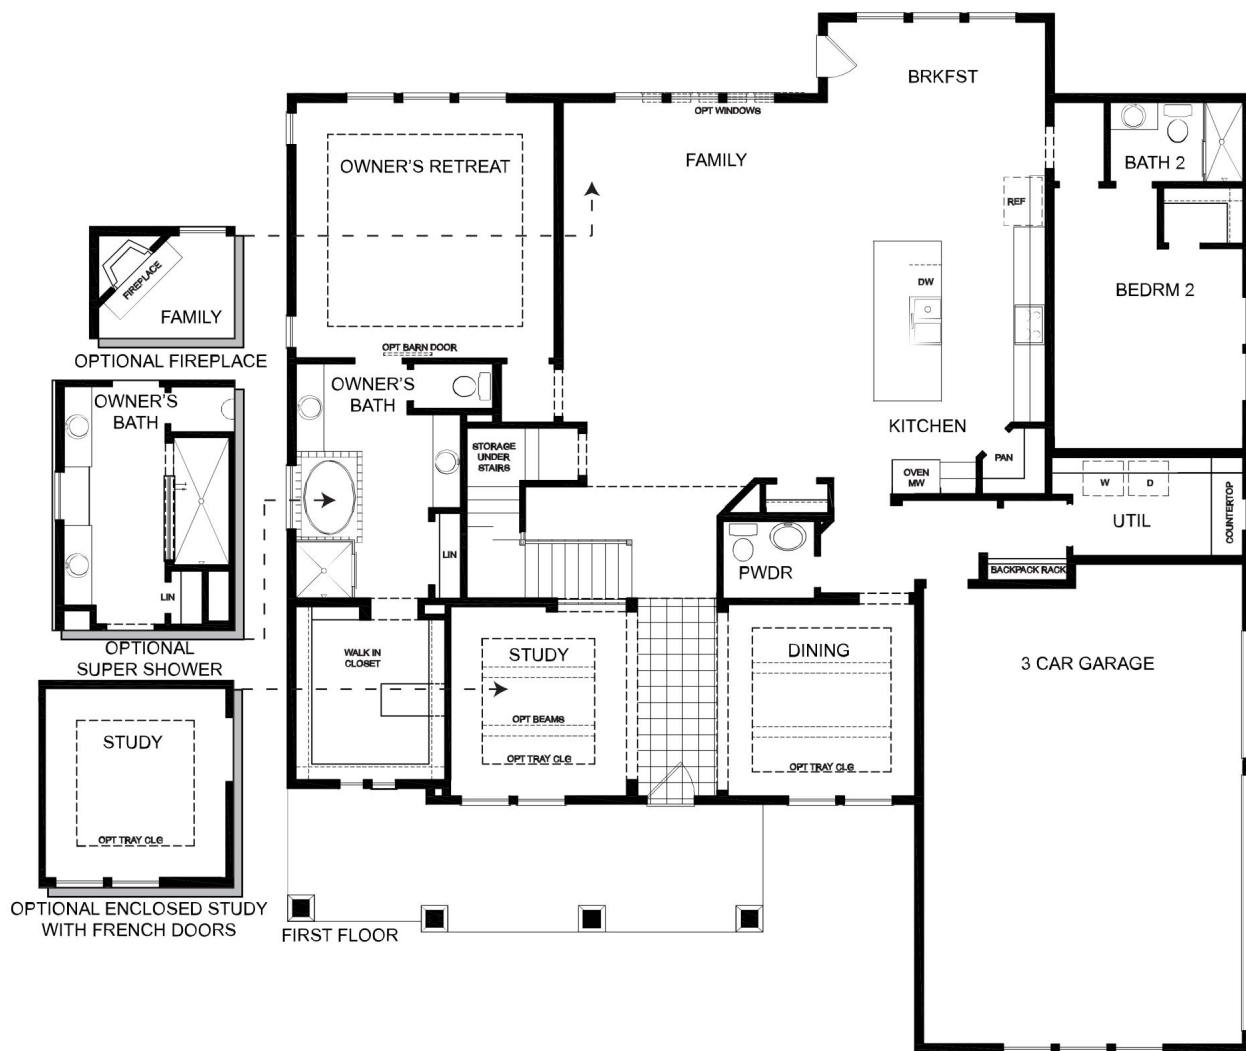 BRKFST
OPT WINDOWS
FAMILY
OWNER'S RETREAT
BATH 2
REF
BEDRM 2
DW
FIREPLACE
FAMILY
OPTIONAL FIREPLACE
OPT BARN DOOR
OWNER'S
BATH
OWNER'S
BATH
KITCHEN
STORAGE
UNDER
STAIRS
OVEN
MW
PAN
W
D
UTIL
COUNTERTOP
LIN
LIN
PWDR
BACKPACK RACK
OPTIONAL
SUPER SHOWER
WALK IN
CLOSET
STUDY
OPT BEAMS
OPT TRAY CLG
DINING
OPT TRAY CLG
3 CAR GARAGE
STUDY
OPT TRAY CLG
OPTIONAL ENCLOSED STUDY
WITH FRENCH DOORS
FIRST FLOOR